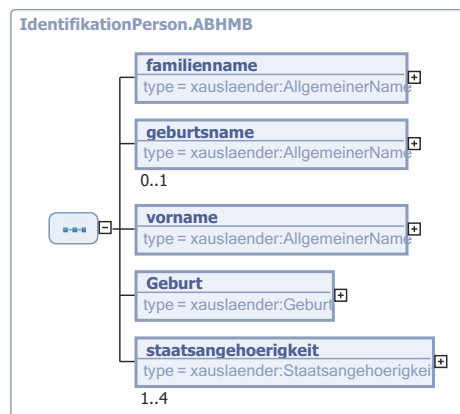 IdentifikationPerson.ABHMB
familienname
type = xauslaender:AllgemeinerName
geburtsname
type = xauslaender:AllgemeinerName
0..1
vorname
type = xauslaender:AllgemeinerName
Geburt
type = xauslaender:Geburt
staatsangehoerigkeit
type = xauslaender:Staatsangehoerigkeit
1..4